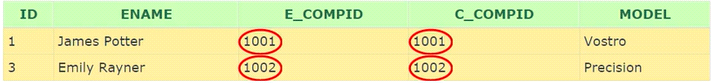 ID ENAME E_COMPID C_COMPID MODEL
1 James Potter 1001 1001 Vostro
3 Emily Rayner 1002 1002 Precision